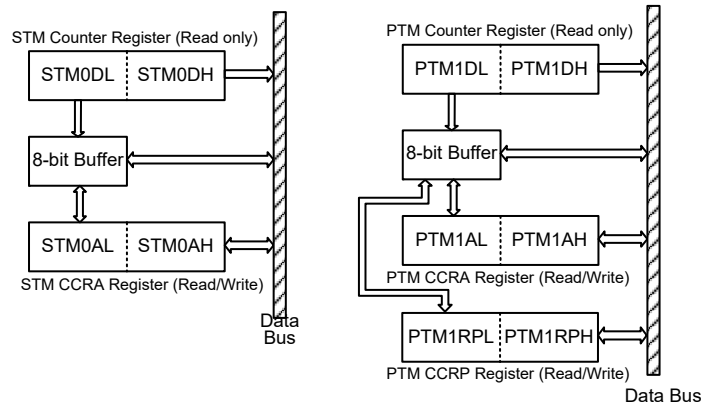 STM Counter Register (Read only)
STM0DL STM0DH
8-bit Buffer
STM0AL STM0AH
STM CCRA Register (Read/Write)
Data
Bus
PTM Counter Register (Read only)
PTM1DL PTM1DH
8-bit Buffer
PTM1AL PTM1AH
PTM CCRA Register (Read/Write)
PTM1RPL PTM1RPH
PTM CCRP Register (Read/Write)
Data Bus